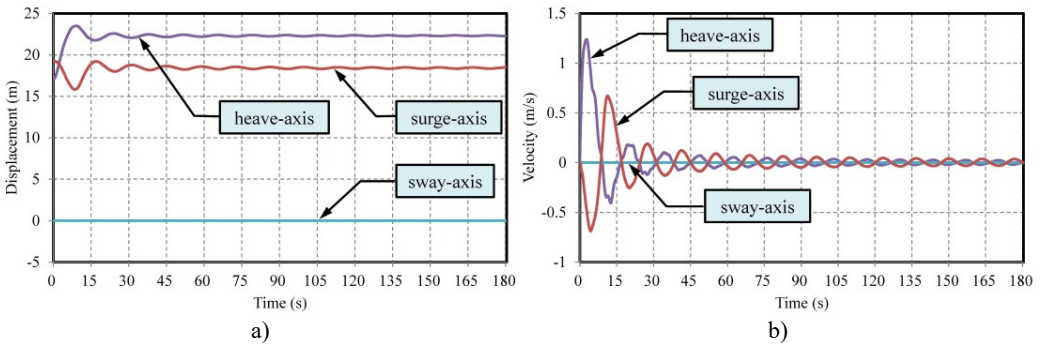 25
20
15
10
5
0
-5
Displacement (m)
heave-axis
surge-axis
sway-axis
0 15 30 45 60 75 90 105 120 135 150 165 180
Time (s)
a)
1.5
1
0.5
0
-0.5
-1
Velocity (m/s)
heave-axis
surge-axis
sway-axis
0 15 30 45 60 75 90 105 120 135 150 165 180
Time (s)
b)